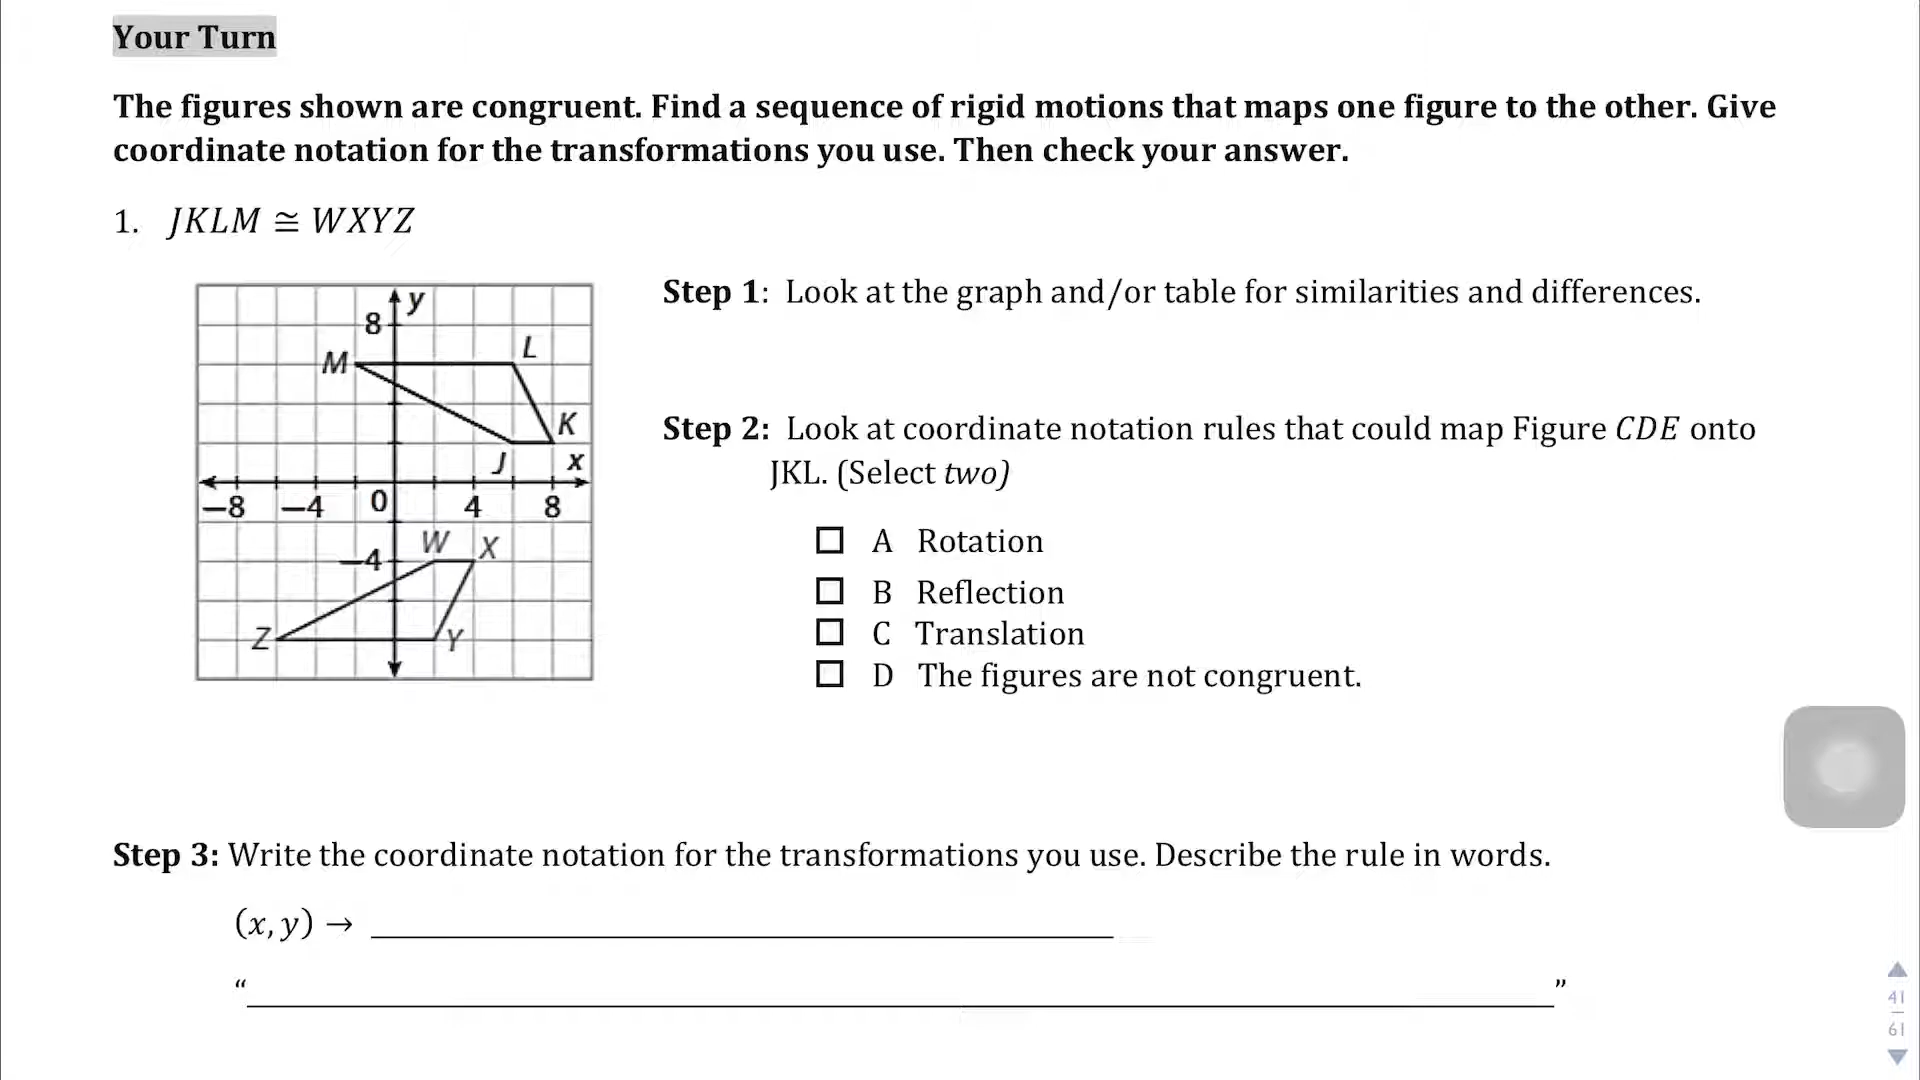 Your Turn
The figures shown are congruent. Find a sequence of rigid motions that maps one figure to the other. Give
coordinate notation for the transformations you use. Then check your answer.
1. JKLM ≅ WXYZ
Step 1: Look at the graph and/or table for similarities and differences.
y
8
L
M
K
J
x
−8
−4
0
4
8
W
X
−4
Z
Y
Step 2: Look at coordinate notation rules that could map Figure CDE onto
JKL. (Select two)
A Rotation
B Reflection
C Translation
D The figures are not congruent.
Step 3: Write the coordinate notation for the transformations you use. Describe the rule in words.
(x, y) → ____________________
“____________________”
41
61